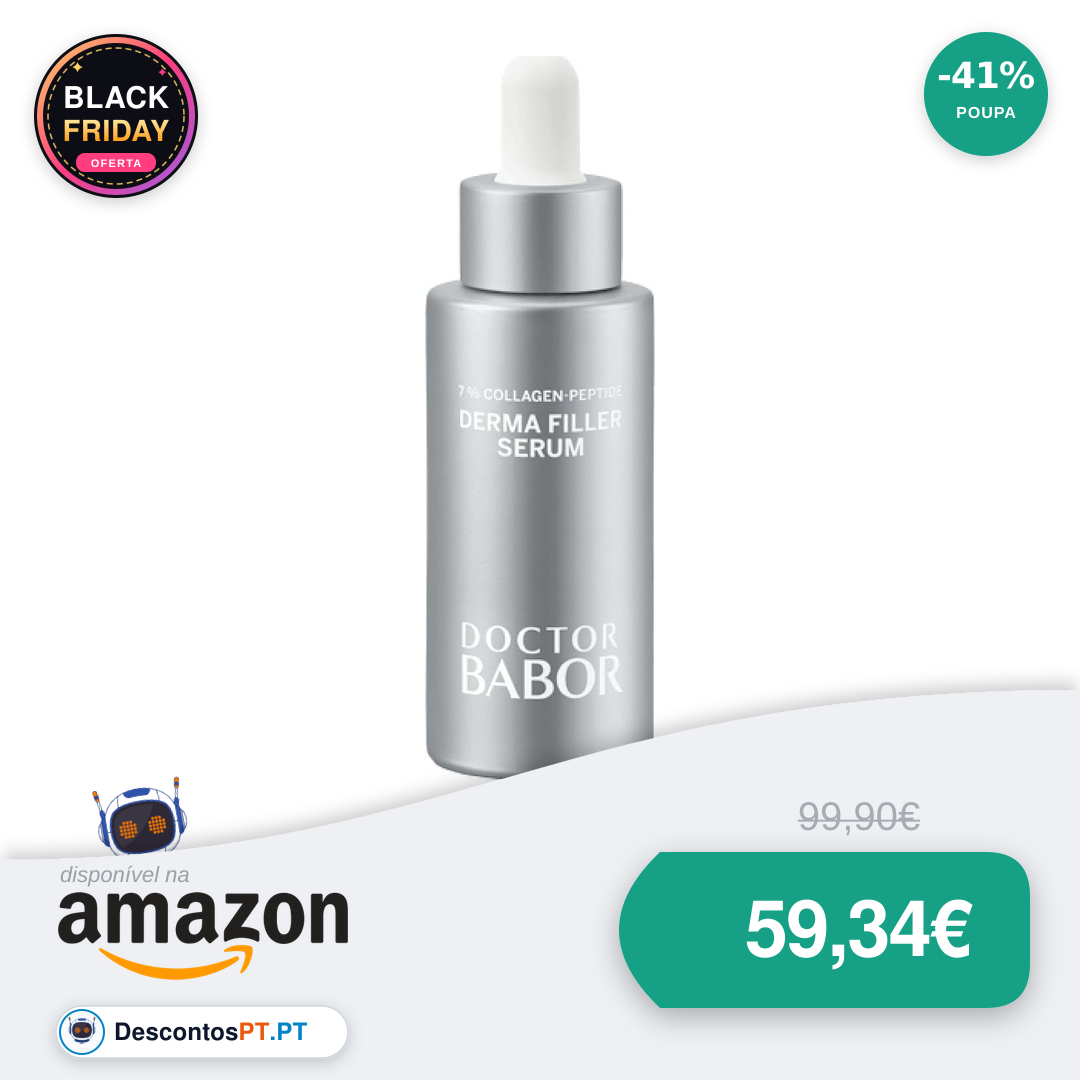 BLACK
FRIDAY
OFERTA
-41%
POUPA
7 % COLLAGEN-PEPTIDE
DERMA FILLER
SERUM
DOCTOR
BABOR
99,90€
59,34€
disponível na
amazon
DescontosPT.PT